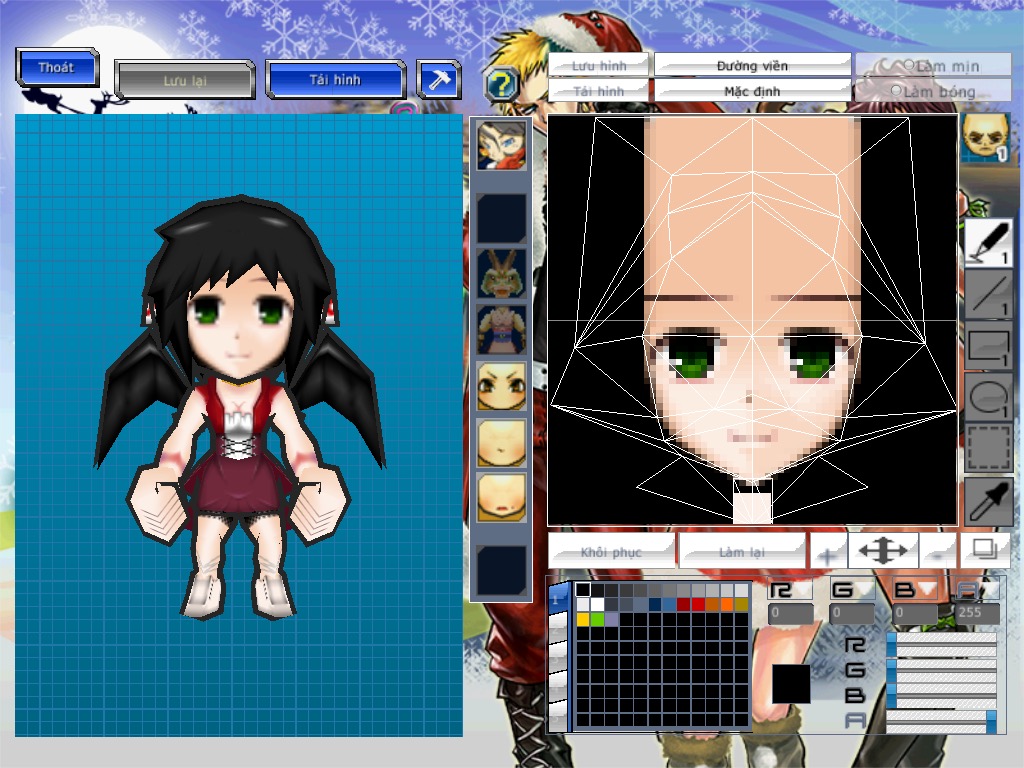 Thoát
Lưu lại
Tải hình
Lưu hình
Đường viền
Làm mịn
Tải hình
Mặc định
Làm bóng
1
1
1
1
1
Khôi phục
Làm lại
+
-
1
R G B A
0 0 0 255
R
G
B
A